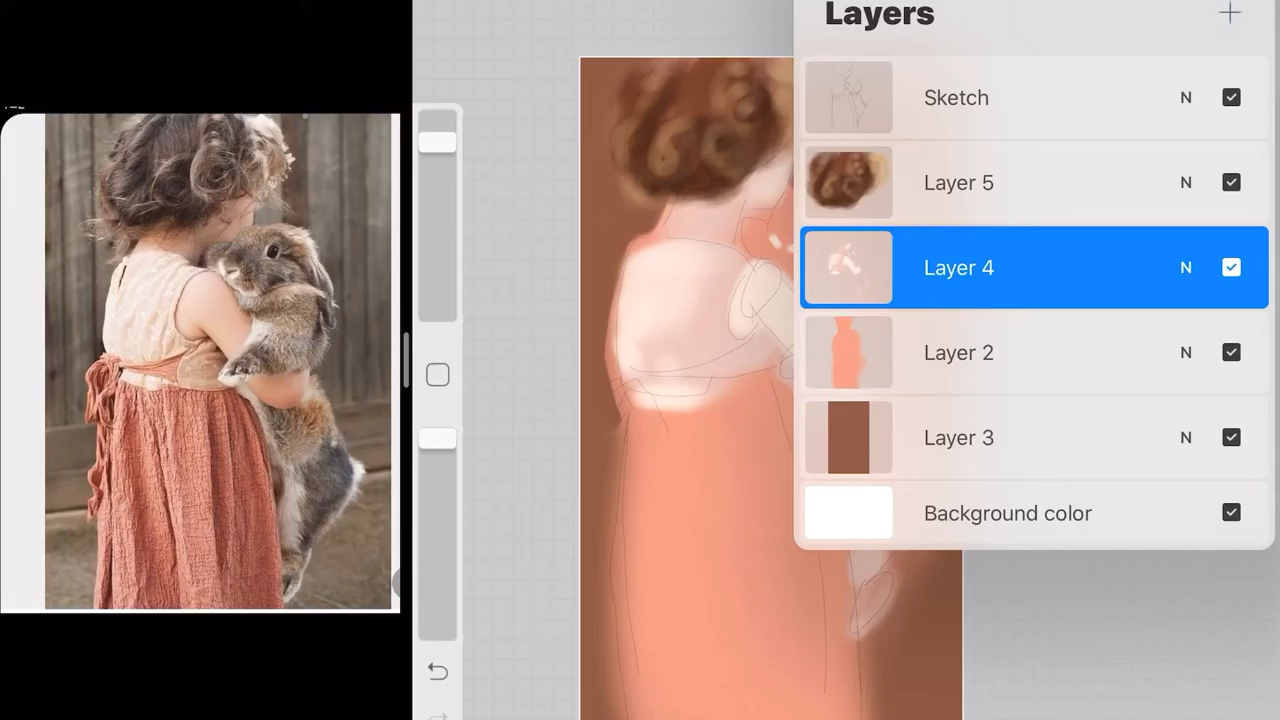 Layers
Sketch N
Layer 5 N
Layer 4 N
Layer 2 N
Layer 3 N
Background color